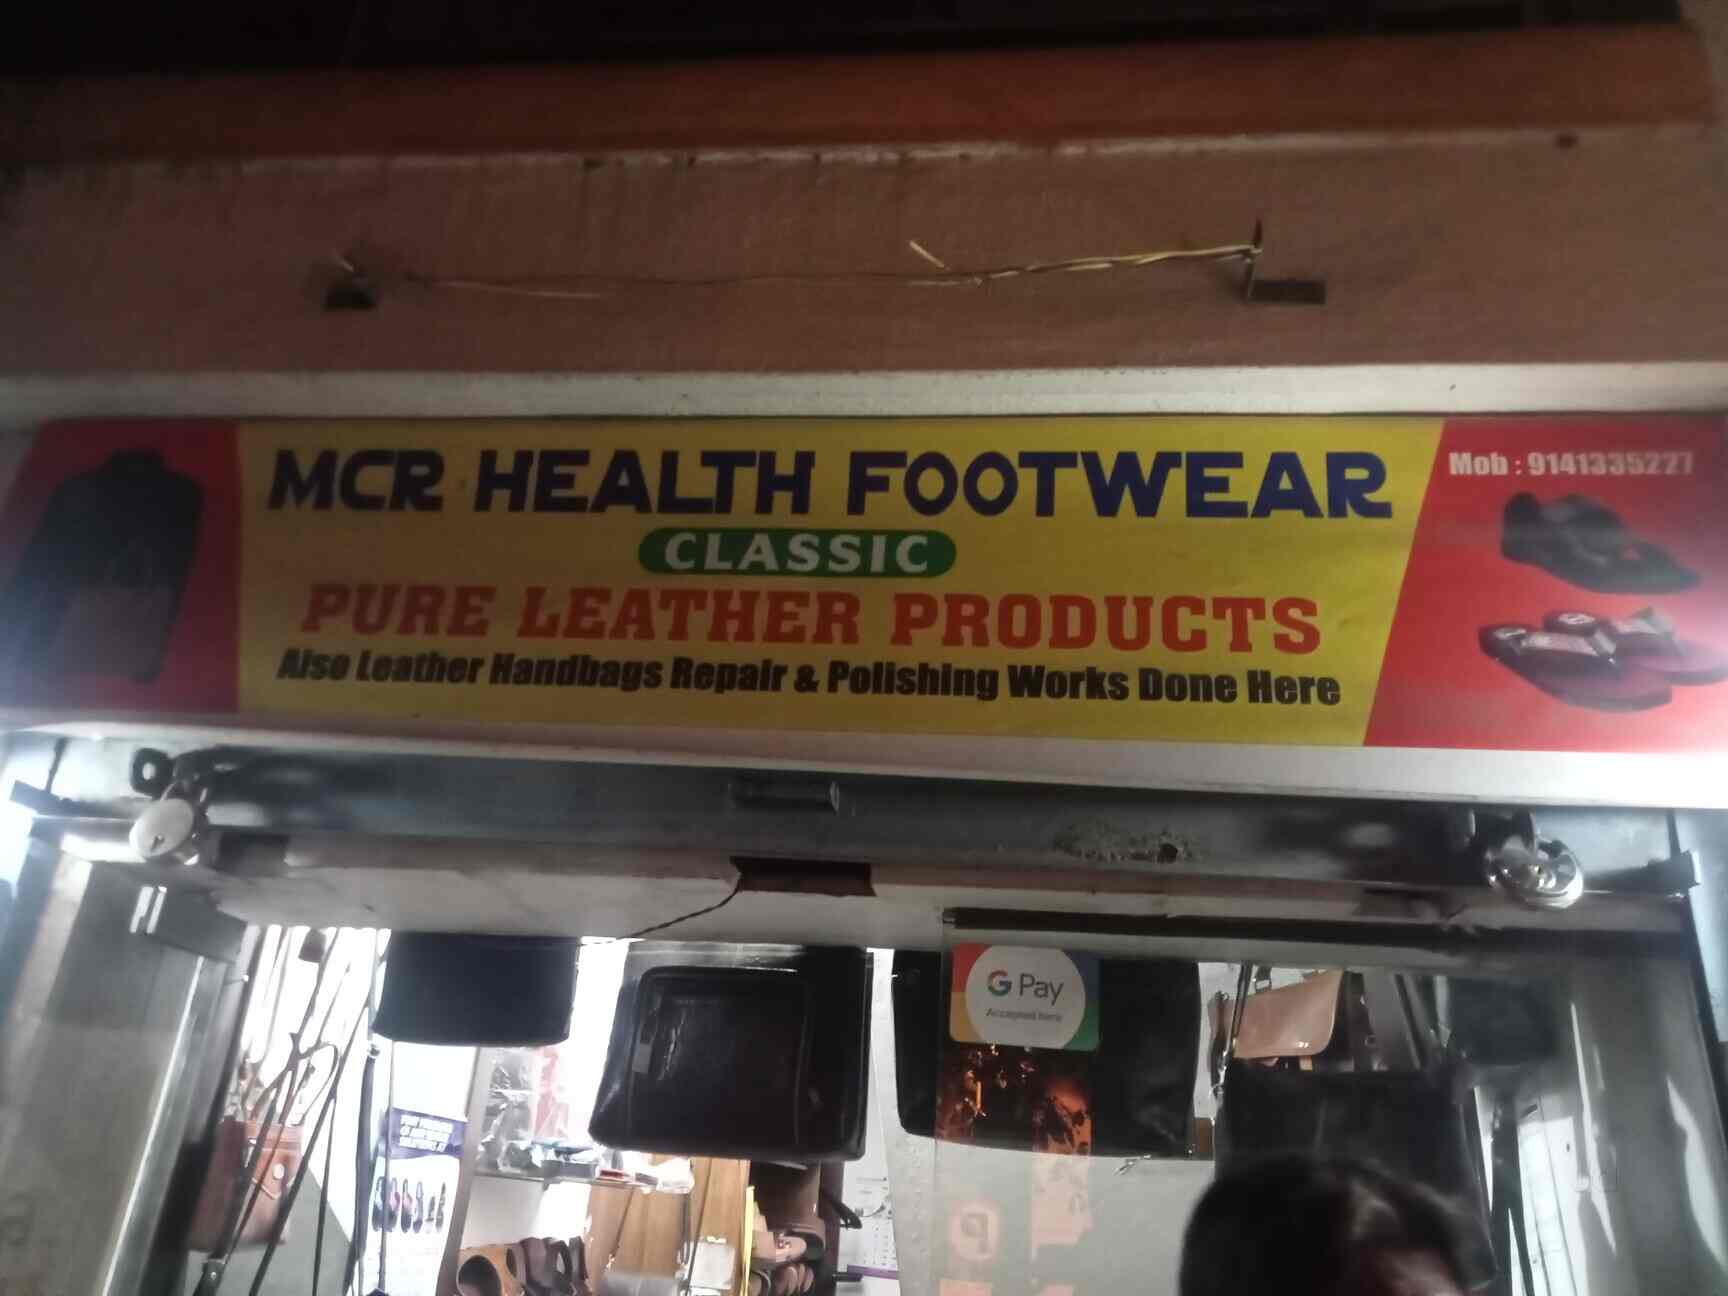 MCR HEALTH FOOTWEAR
Mob : 9141335227
CLASSIC
PURE LEATHER PRODUCTS
Also Leather Handbags Repair & Polishing Works Done Here
G Pay
Accepted here